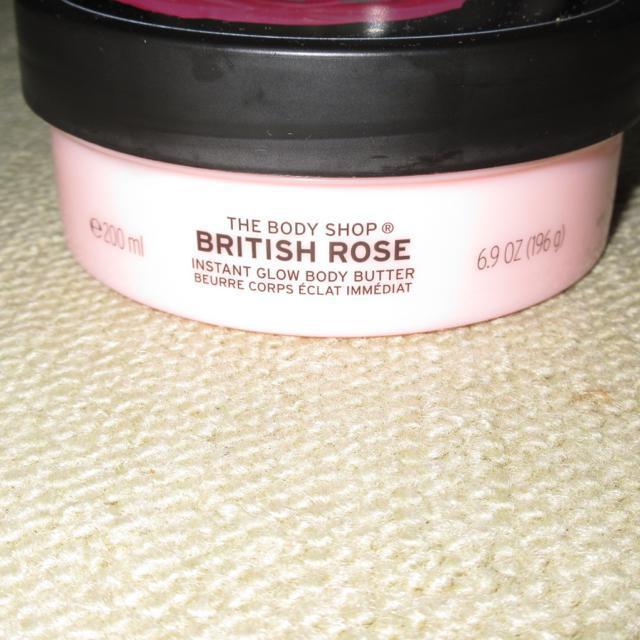 THE BODY SHOP®
BRITISH ROSE
INSTANT GLOW BODY BUTTER
BEURRE CORPS ÉCLAT IMMÉDIAT
℮200 ml
6.9 OZ (196 g)